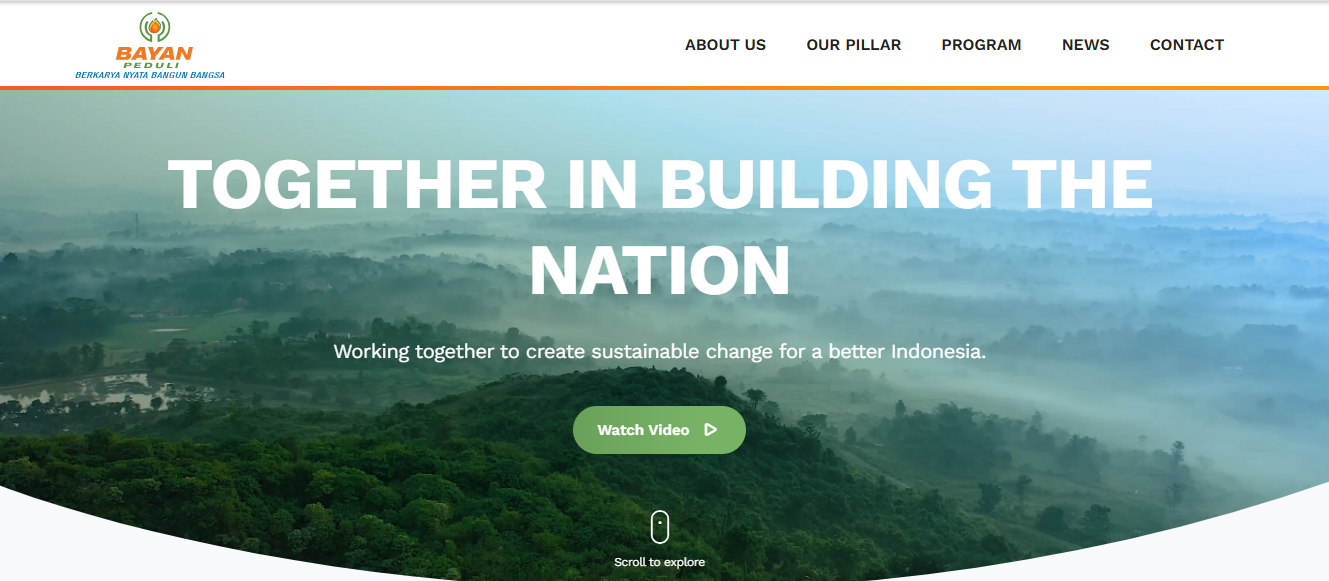 BAYAN
PEDULI
BERKARYA NYATA BANGUN BANGSA
ABOUT US
OUR PILLAR
PROGRAM
NEWS
CONTACT
TOGETHER IN BUILDING THE
NATION
Working together to create sustainable change for a better Indonesia.
Watch Video
Scroll to explore